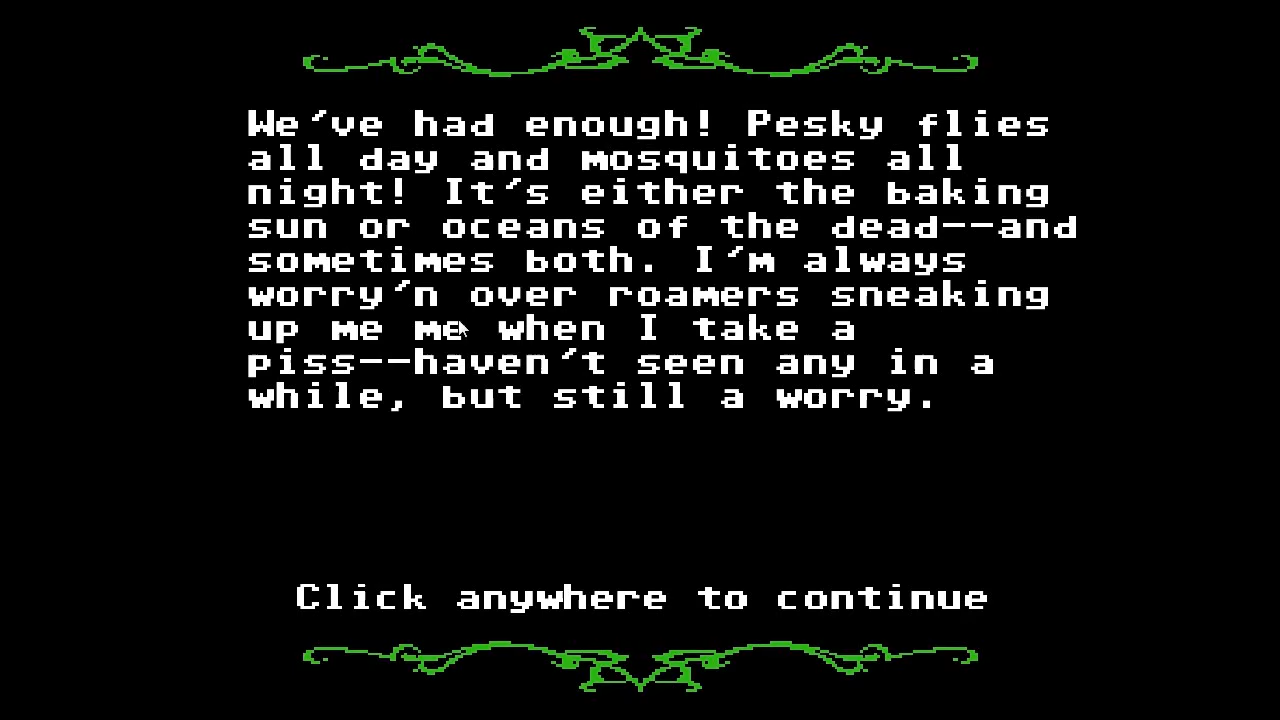 We've had enough! Pesky flies
all day and mosquitoes all
night! It's either the baking
sun or oceans of the dead--and
sometimes both. I'm always
worry'n over roamers sneaking
up me me when I take a
piss--haven't seen any in a
while, but still a worry.
Click anywhere to continue